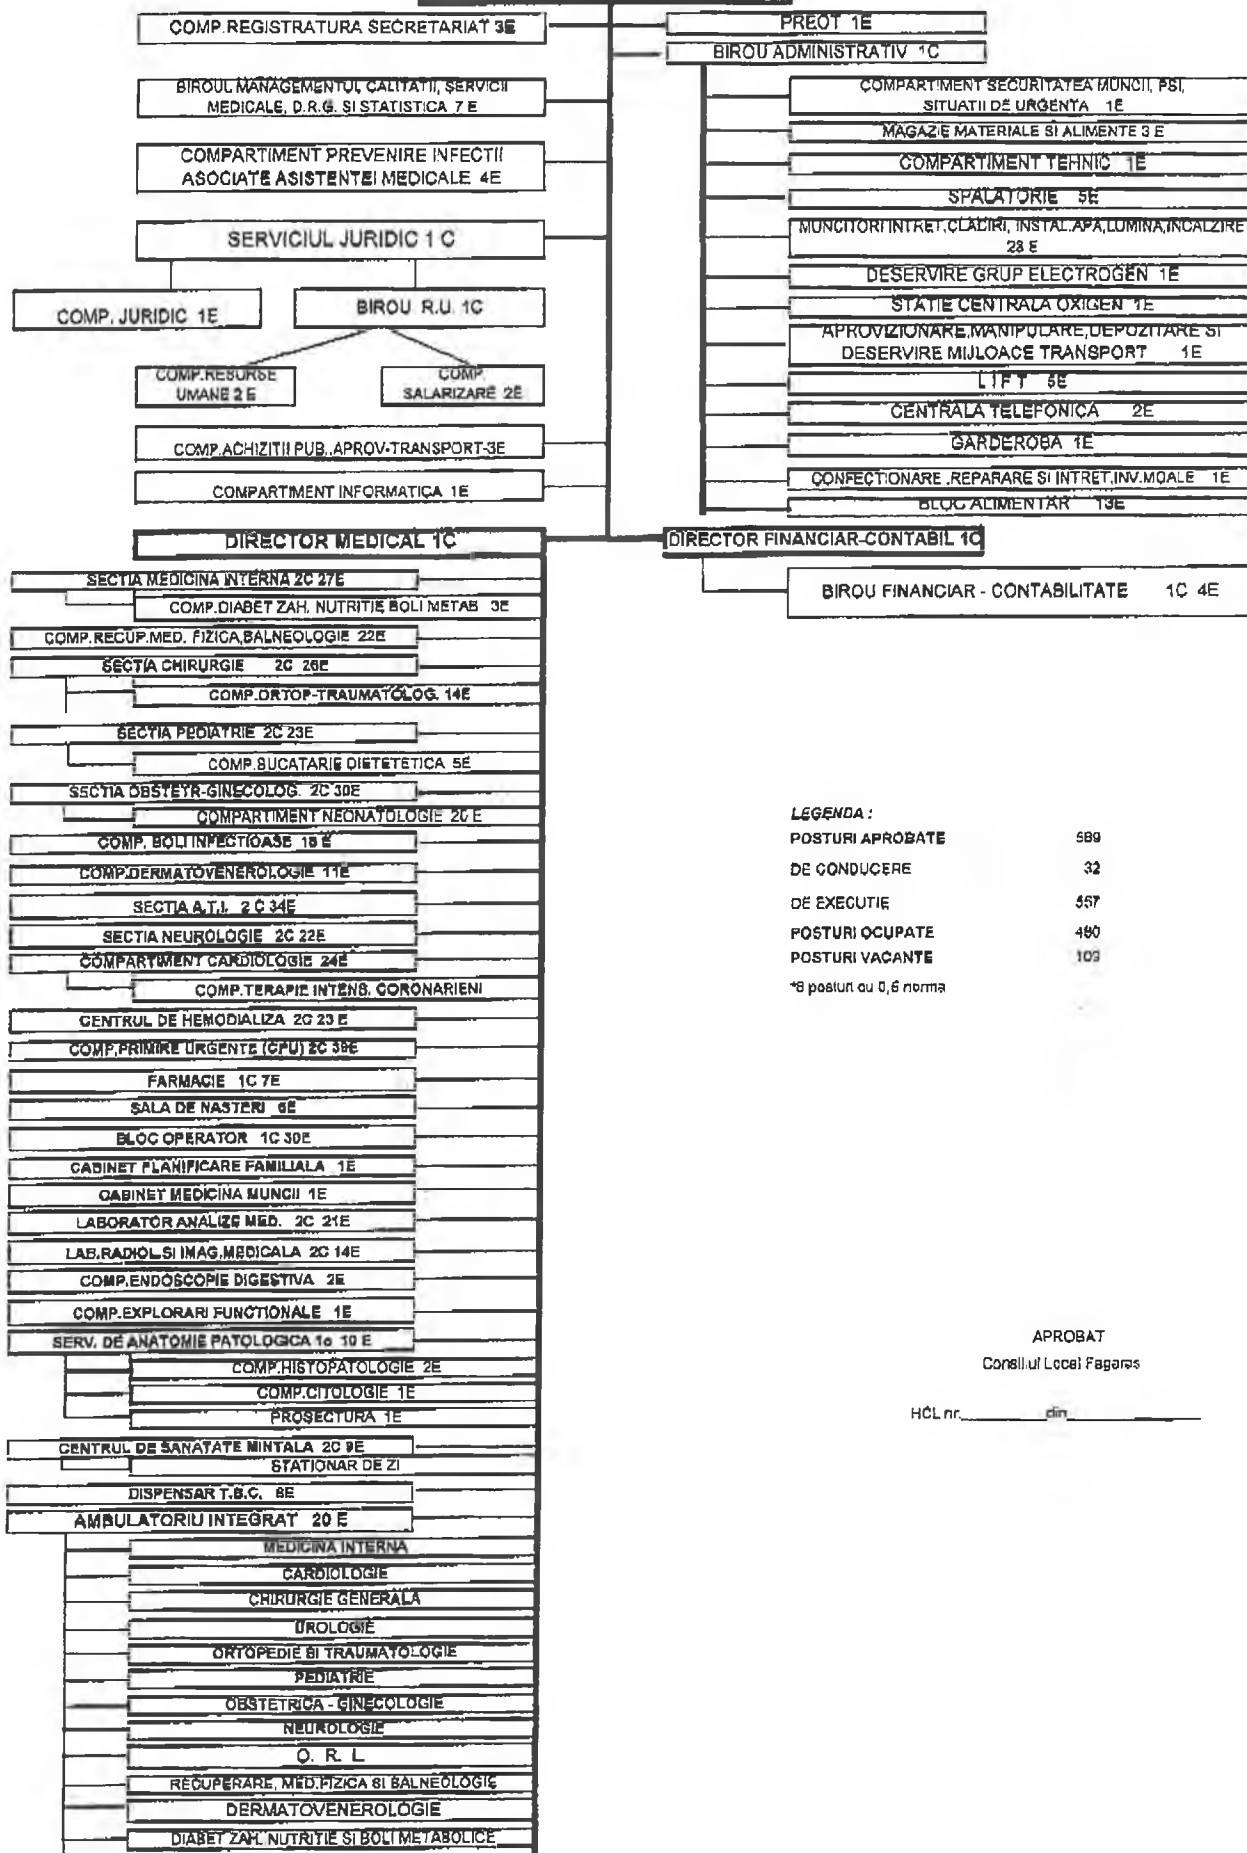 COMP.REGISTRATURA SECRETARIAT 3E
PREOT 1E
BIROU ADMINISTRATIV 1C
BIROUL MANAGEMENTUL CALITATII, SERVICII
MEDICALE, D.R.G. SI STATISTICA 7 E
COMPARTIMENT PREVENIRE INFECTII
ASOCIATE ASISTENTEI MEDICALE 4E
SERVICIUL JURIDIC 1 C
COMP. JURIDIC 1E
BIROU R.U. 1C
COMP.RESURSE
UMANE 2 E
COMP.
SALARIZARE 2E
COMP.ACHIZITII PUB.,APROV-TRANSPORT-3E
COMPARTIMENT INFORMATICA 1E
COMPARTIMENT SECURITATEA MUNCII, PSI,
SITUATII DE URGENTA 1E
MAGAZIE MATERIALE SI ALIMENTE 3 E
COMPARTIMENT TEHNIC 1E
SPALATORIE 5E
MUNCITORI INTRET.CLADIRI, INSTAL.APA,LUMINA,INCALZIRE
E
DESERVIRE GRUP ELECTROGEN 1E
STATIE CENTRALA OXIGEN 1E
APROVIZIONARE,MANIPULARE,DEPOZITARE SI
DESERVIRE MIJLOACE TRANSPORT 1E
LIFT
CENTRALA TELEFONICA 2E
GARDEROBA 1E
CONFECTIONARE ,REPARARE SI INTRET,INV.MOALE 1E
BLOC ALIMENTAR 13E
DIRECTOR MEDICAL 1C
DIRECTOR FINANCIAR-CONTABIL 1C
BIROU FINANCIAR - CONTABILITATE 1C 4E
SECTIA MEDICINA INTERNA 2C 27E
COMP.DIABET ZAH. NUTRITIE BOLI METAB 3E
COMP.RECUP.MED. FIZICA,BALNEOLOGIE 22E
SECTIA CHIRURGIE 2C 26E
COMP.ORTOP-TRAUMATOLOG. 14E
SECTIA PEDIATRIE 2C 23E
COMP.BUCATARIE DIETETETICA 5E
SECTIA OBSTETR-GINECOLOG. 2C 30E
COMPARTIMENT NEONATOLOGIE 20 E
COMP. BOLI INFECTIOASE E
COMP.DERMATOVENEROLOGIE 11E
SECTIA A.T.I. 2 C 34E
SECTIA NEUROLOGIE 2C 22E
COMPARTIMENT CARDIOLOGIE 24E
COMP.TERAPIE INTENS. CORONARIENI
CENTRUL DE HEMODIALIZA 2C 23 E
COMP.PRIMIRE URGENTE (CPU) 2C
FARMACIE 1C 7E
SALA DE NASTERI 6E
BLOC OPERATOR 1C 30E
CABINET PLANIFICARE FAMILIALA 1E
CABINET MEDICINA MUNCII 1E
LABORATOR ANALIZE MED. 2C 21E
LAB.RADIOL.SI IMAG.MEDICALA 2C 14E
COMP.ENDOSCOPIE DIGESTIVA 2E
COMP.EXPLORARI FUNCTIONALE 1E
SERV. DE ANATOMIE PATOLOGICA 1c 10 E
COMP.HISTOPATOLOGIE 2E
COMP.CITOLOGIE 1E
PROSECTURA 1E
CENTRUL DE SANATATE MINTALA 2C 9E
STATIONAR DE ZI
DISPENSAR T.B.C.
AMBULATORIU INTEGRAT 20 E
MEDICINA INTERNA
CARDIOLOGIE
CHIRURGIE GENERALA
UROLOGIE
ORTOPEDIE SI TRAUMATOLOGIE
PEDIATRIE
OBSTETRICA - GINECOLOGIE
NEUROLOGIE
O. R. L
RECUPERARE, MED.FIZICA SI BALNEOLOGIE
DERMATOVENEROLOGIE
DIABET ZAH. NUTRITIE SI BOLI METABOLICE
LEGENDA :
POSTURI APROBATE 589
DE CONDUCERE 32
DE EXECUTIE 557
POSTURI OCUPATE 480
POSTURI VACANTE 109
*8 posturi cu 0,6 norma
APROBAT
Consiliul Local Fagaras
HCL nr.________din____________